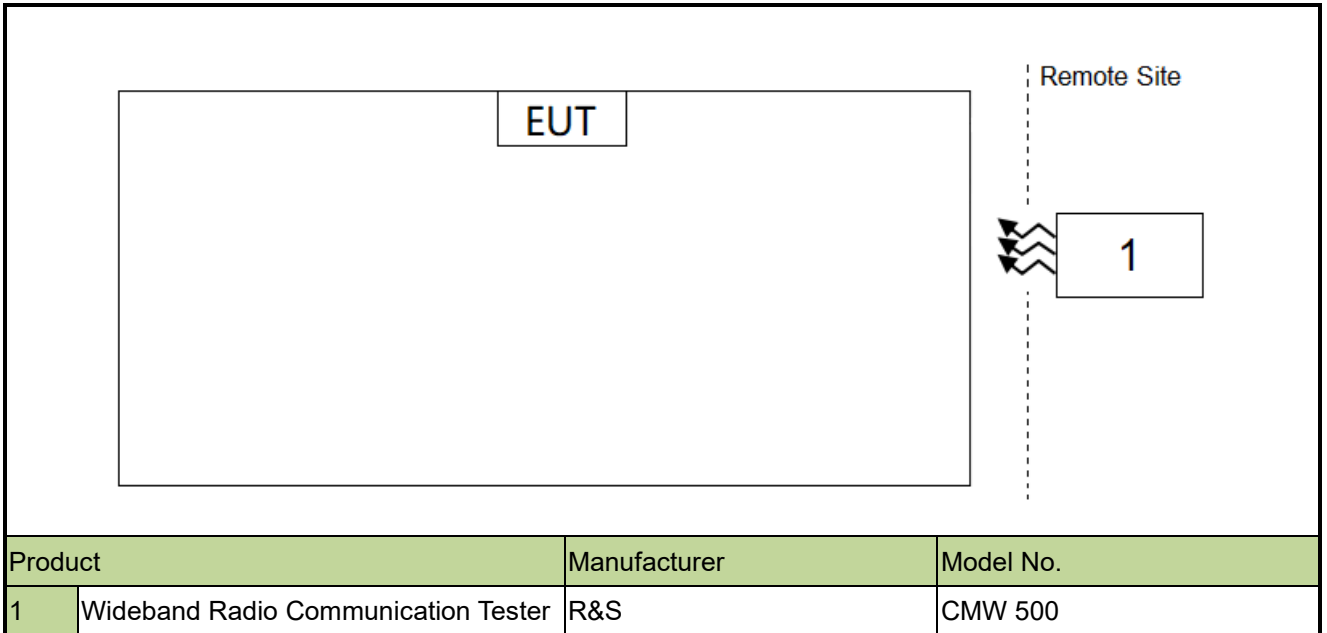 Remote Site
EUT
1
Product Manufacturer Model No.
1 Wideband Radio Communication Tester R&S CMW 500